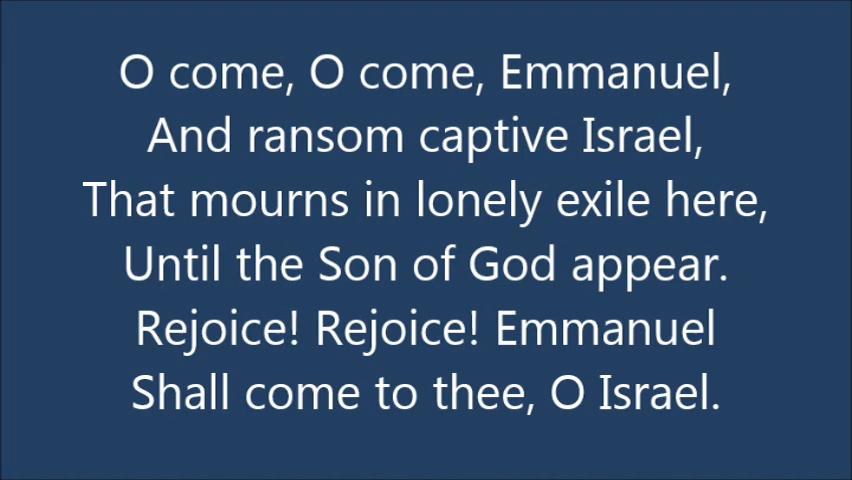 O come, O come, Emmanuel,
And ransom captive Israel,
That mourns in lonely exile here,
Until the Son of God appear.
Rejoice! Rejoice! Emmanuel
Shall come to thee, O Israel.